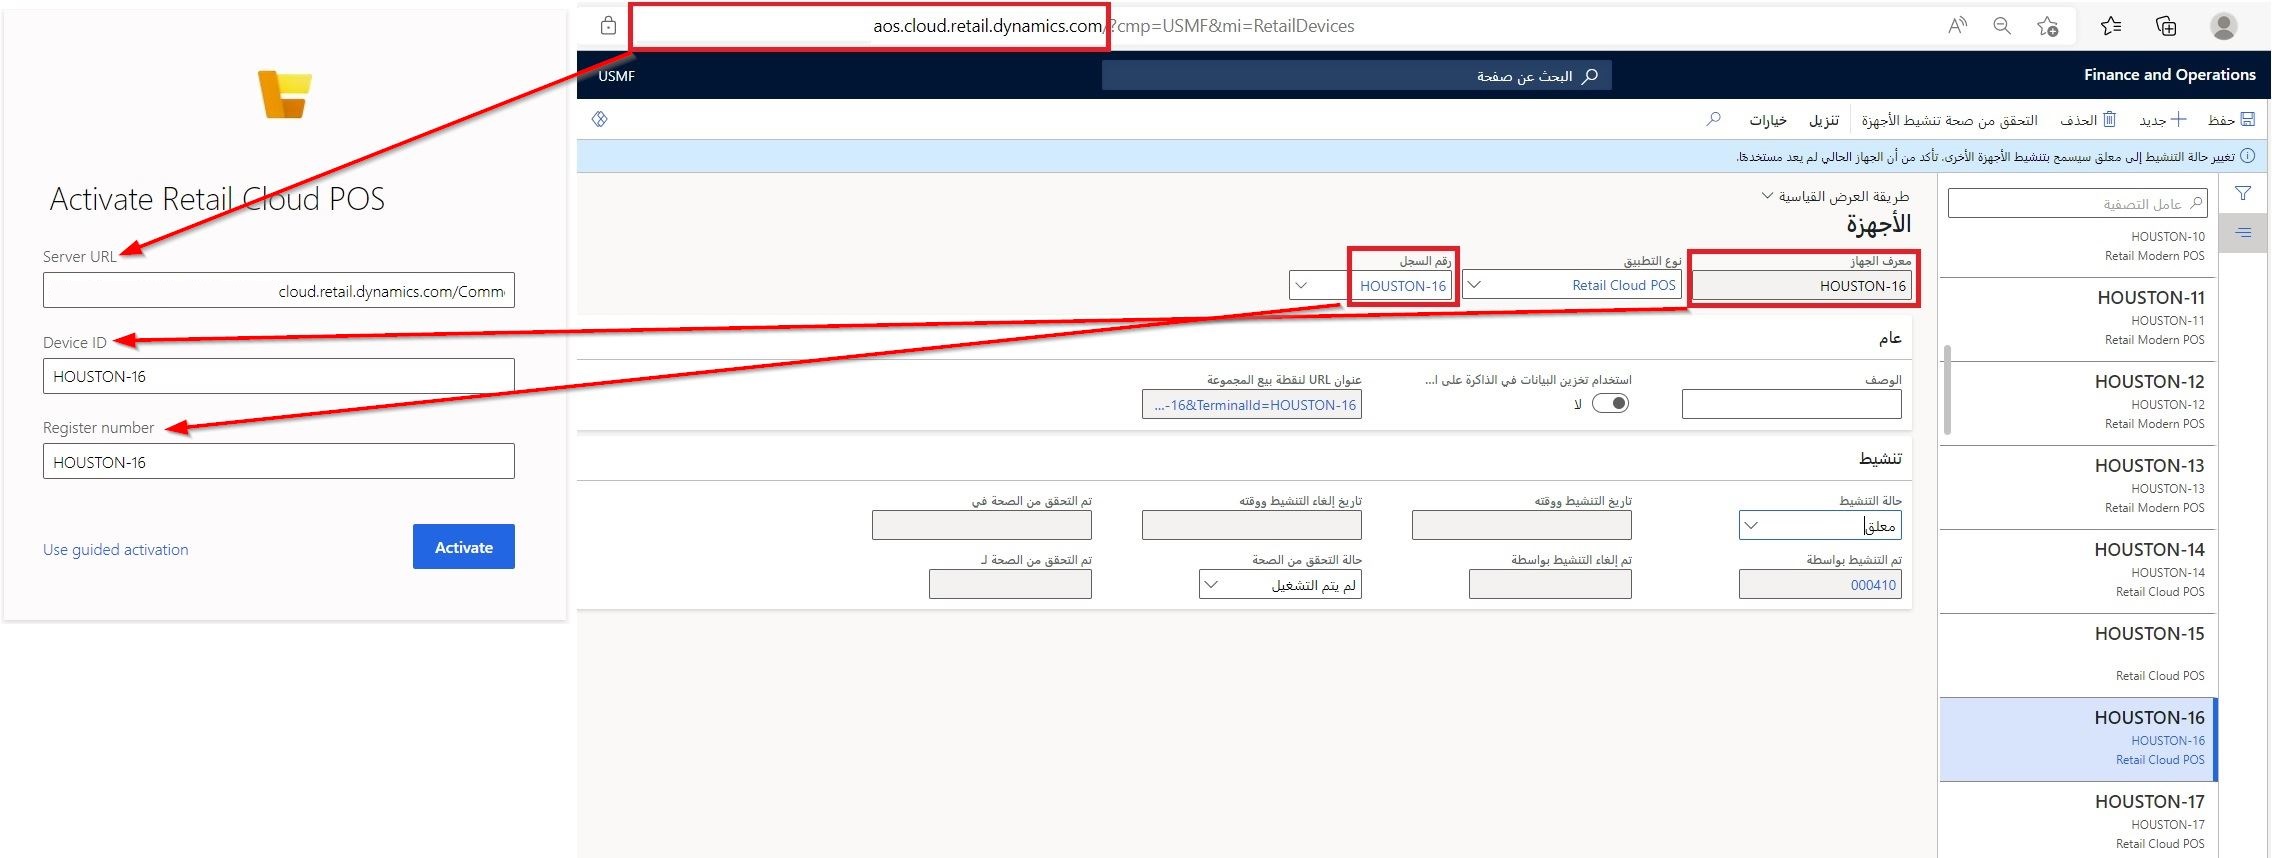 Activate Retail Cloud POS
Server URL
cloud.retail.dynamics.com/Comm
Device ID
HOUSTON-16
Register number
HOUSTON-16
Use guided activation
Activate
aos.cloud.retail.dynamics.com/?cmp=USMF&mi=RetailDevices
Finance and Operations
البحث عن صفحة
USMF
حفظ
جديد
الحذف
التحقق من صحة تنشيط الأجهزة
تنزيل
خيارات
تغيير حالة التنشيط إلى معلق سيسمح بتنشيط الأجهزة الأخرى. تأكد من أن الجهاز الحالي لم يعد مستخدمًا.
عامل التصفية
HOUSTON-10
Retail Modern POS
HOUSTON-11
HOUSTON-11
Retail Modern POS
HOUSTON-12
HOUSTON-12
Retail Modern POS
HOUSTON-13
HOUSTON-13
Retail Modern POS
HOUSTON-14
HOUSTON-14
Retail Cloud POS
HOUSTON-15
Retail Cloud POS
HOUSTON-16
HOUSTON-16
Retail Cloud POS
HOUSTON-17
HOUSTON-17
Retail Cloud POS
طريقة العرض القياسية
الأجهزة
معرف الجهاز
HOUSTON-16
نوع التطبيق
Retail Cloud POS
رقم السجل
HOUSTON-16
عام
الوصف
استخدام تخزين البيانات في الذاكرة على ا...
لا
عنوان URL لنقطة بيع المجموعة
...-16&TerminalId=HOUSTON-16
تنشيط
حالة التنشيط
معلق
تاريخ التنشيط ووقته
تاريخ إلغاء التنشيط ووقته
تم التحقق من الصحة في
تم التنشيط بواسطة
000410
تم إلغاء التنشيط بواسطة
حالة التحقق من الصحة
لم يتم التشغيل
تم التحقق من الصحة لـ